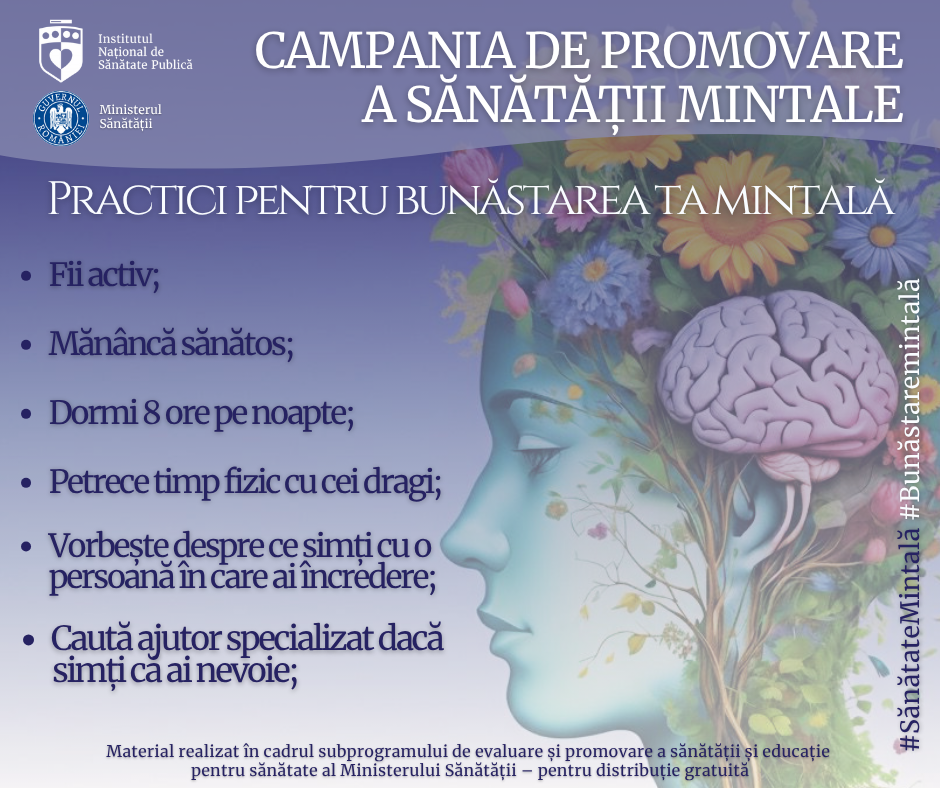 Institutul
Național de
Sănătate Publică
GUVERNUL ROMÂNIEI
Ministerul
Sănătății
CAMPANIA DE PROMOVARE
A SĂNĂTĂȚII MINTALE
PRACTICI PENTRU BUNĂSTAREA TA MINTALĂ
• Fii activ;
• Mănâncă sănătos;
• Dormi 8 ore pe noapte;
• Petrece timp fizic cu cei dragi;
• Vorbește despre ce simți cu o
persoană în care ai încredere;
• Caută ajutor specializat dacă
simți că ai nevoie;
#SănătateMintală #Bunăstaremintală
Material realizat în cadrul subprogramului de evaluare și promovare a sănătății și educație
pentru sănătate al Ministerului Sănătății – pentru distribuție gratuită